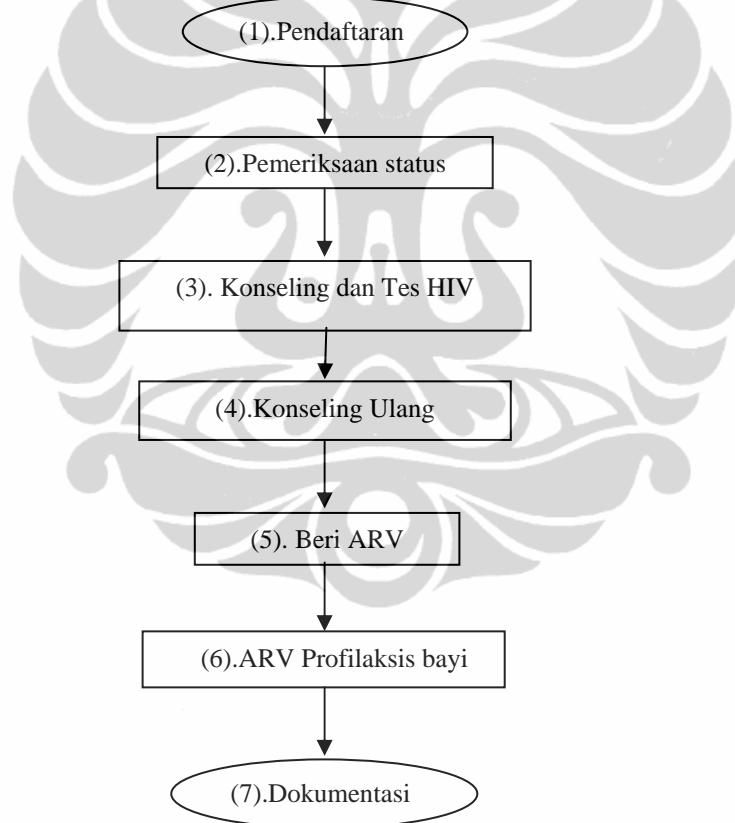 (1).Pendaftaran
(2).Pemeriksaan status
(3). Konseling dan Tes HIV
(4).Konseling Ulang
(5). Beri ARV
(6).ARV Profilaksis bayi
(7).Dokumentasi